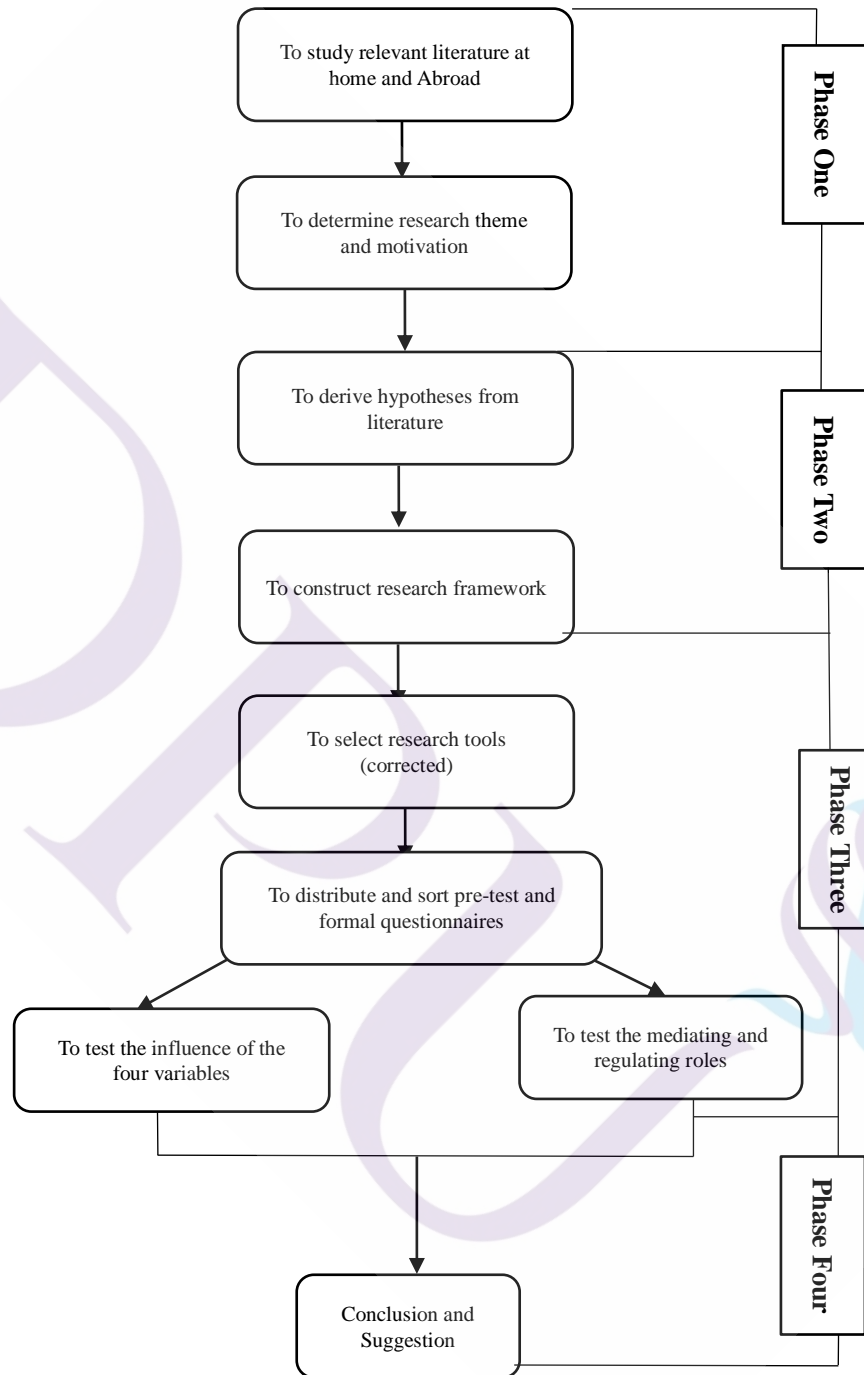 To study relevant literature at
home and Abroad
Phase One
To determine research theme
and motivation
To derive hypotheses from
literature
Phase Two
To construct research framework
To select research tools
(corrected)
Phase Three
To distribute and sort pre-test and
formal questionnaires
To test the influence of the
four variables
To test the mediating and
regulating roles
Phase Four
Conclusion and
Suggestion
DPU